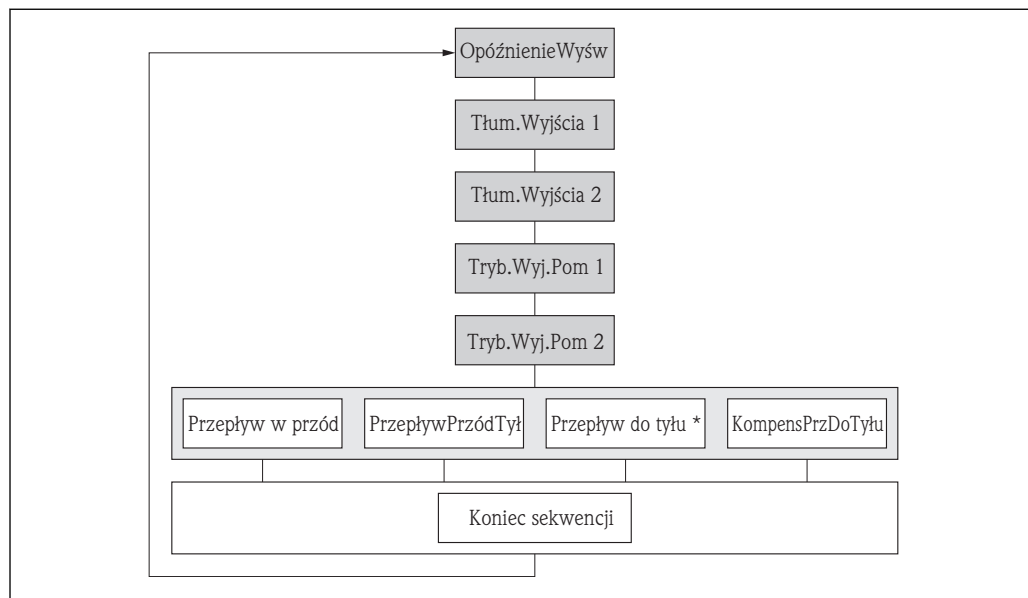 OpóźnienieWyśw
Tłum.Wyjścia 1
Tłum.Wyjścia 2
Tryb.Wyj.Pom 1
Tryb.Wyj.Pom 2
Przepływ w przód
PrzepływPrzódTył
Przepływ do tyłu *
KompensPrzDoTyłu
Koniec sekwencji